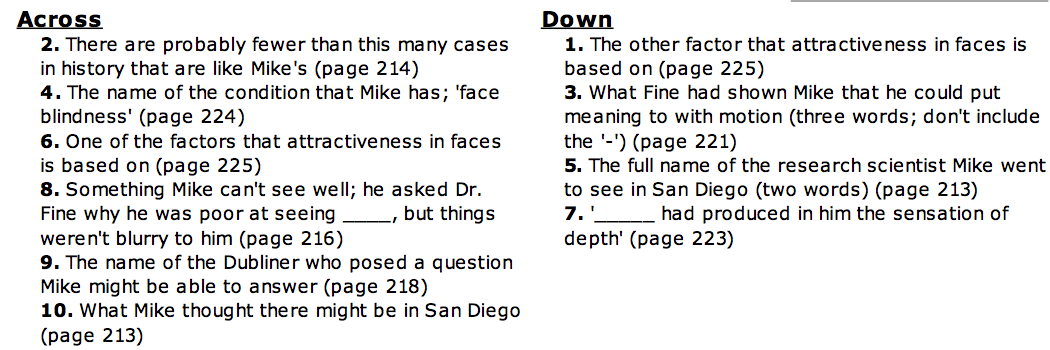 Across
2. There are probably fewer than this many cases
in history that are like Mike's (page 214)
4. The name of the condition that Mike has; 'face
blindness' (page 224)
6. One of the factors that attractiveness in faces
is based on (page 225)
8. Something Mike can't see well; he asked Dr.
Fine why he was poor at seeing ____, but things
weren't blurry to him (page 216)
9. The name of the Dubliner who posed a question
Mike might be able to answer (page 218)
10. What Mike thought there might be in San Diego
(page 213)
Down
1. The other factor that attractiveness in faces is
based on (page 225)
3. What Fine had shown Mike that he could put
meaning to with motion (three words; don't include
the '-') (page 221)
5. The full name of the research scientist Mike went
to see in San Diego (two words) (page 213)
7. '_____ had produced in him the sensation of
depth' (page 223)